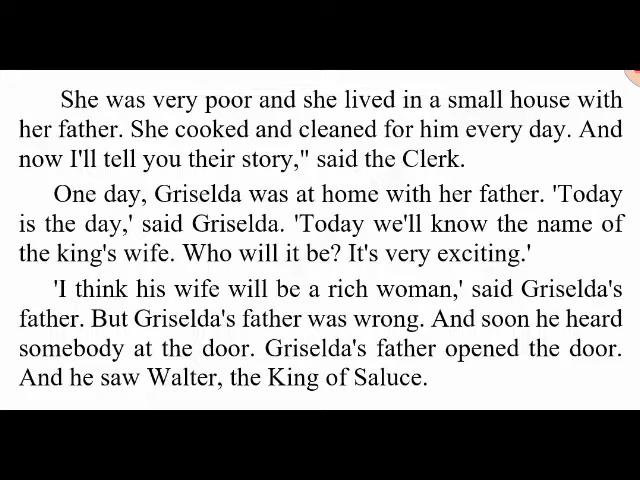 She was very poor and she lived in a small house with
her father. She cooked and cleaned for him every day. And
now I'll tell you their story," said the Clerk.
One day, Griselda was at home with her father. 'Today
is the day,' said Griselda. 'Today we'll know the name of
the king's wife. Who will it be? It's very exciting.'
'I think his wife will be a rich woman,' said Griselda's
father. But Griselda's father was wrong. And soon he heard
somebody at the door. Griselda's father opened the door.
And he saw Walter, the King of Saluce.